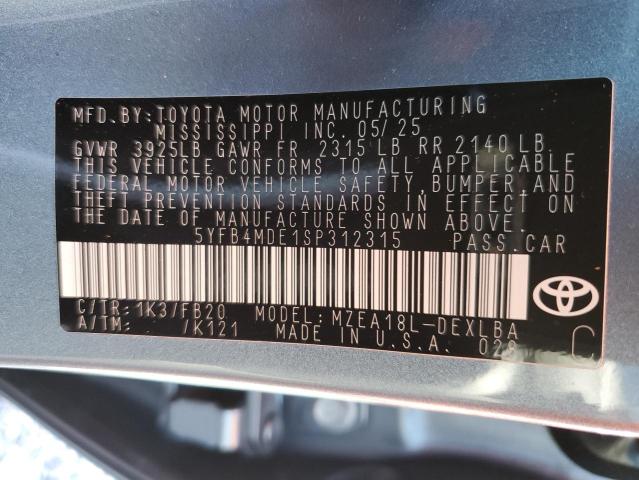 MFD. BY: TOYOTA MOTOR MANUFACTURING
MISSISSIPPI INC. 05/25
GVWR 3925LB GAWR FR 2315 LB RR 2140 LB
THIS VEHICLE CONFORMS TO ALL APPLICABLE
FEDERAL MOTOR VEHICLE SAFETY, BUMPER, AND
THEFT PREVENTION STANDARDS IN EFFECT ON
THE DATE OF MANUFACTURE SHOWN ABOVE.
5YFB4MDE1SP312315 PASS.CAR
C/TR: 1K3/FB20 MODEL: MZEA18L-DEXLBA
A/TM: /K121 MADE IN U.S.A. 028 C